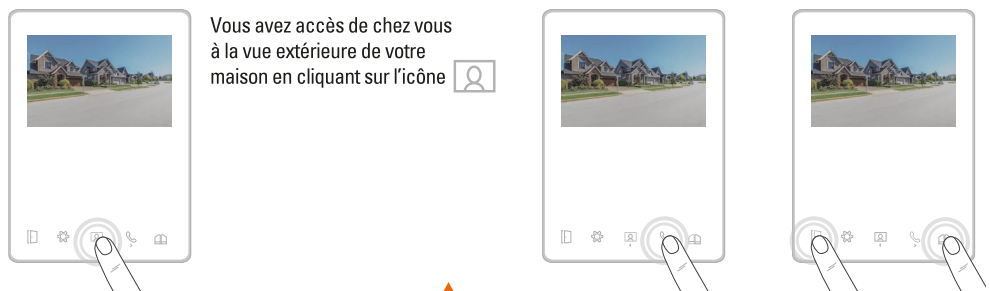 Vous avez accès de chez vous
à la vue extérieure de votre
maison en cliquant sur l’icône